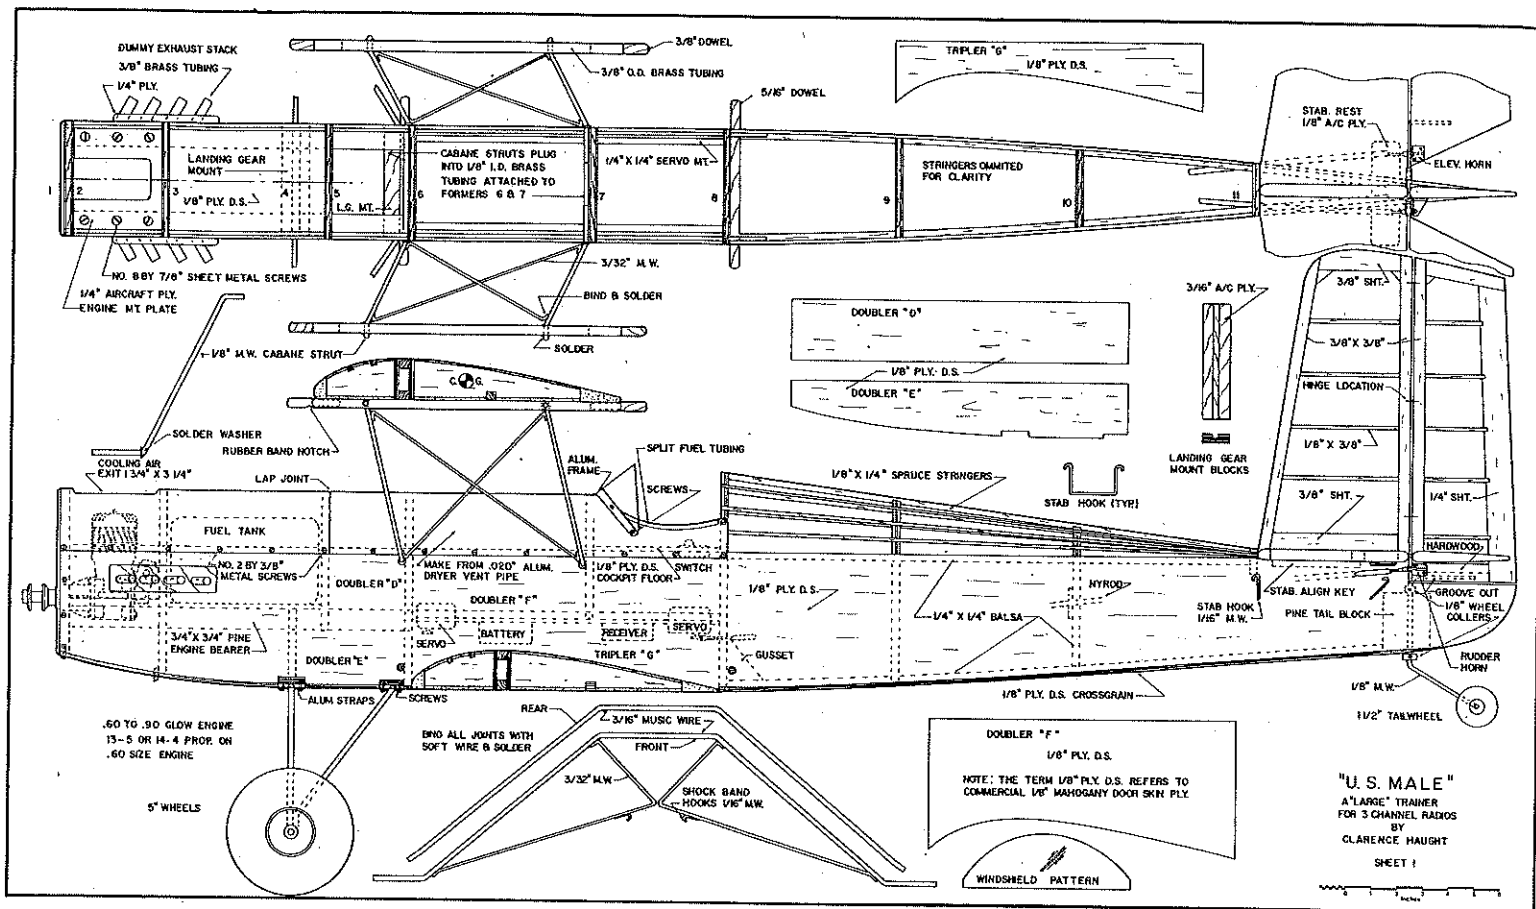 DUMMY EXHAUST STACK
3/8" BRASS TUBING
1/4" PLY.
3/8" DOWEL
3/8" O.D. BRASS TUBING
TRIPLER "G"
1/8" PLY. D.S.
5/16" DOWEL
STAB. REST
1/8" A/C PLY.
LANDING GEAR
MOUNT
1/8" PLY. D.S.
CABANE STRUTS PLUG
INTO 1/8" I.D. BRASS
TUBING ATTACHED TO
FORMERS 6 & 7
1/4" X 1/4" SERVO MT.
STRINGERS OMMITED
FOR CLARITY
ELEV. HORN
1
2
3
4
5
6
7
8
9
10
11
L.G. MT.
NO. 8 BY 7/8" SHEET METAL SCREWS
1/4" AIRCRAFT PLY.
ENGINE MT. PLATE
3/32" M.W.
BIND & SOLDER
1/8" M.W. CABANE STRUT
SOLDER
DOUBLER "D"
1/8" PLY. D.S.
DOUBLER "E"
3/16" A/C PLY.
3/8" SHT.
3/8" X 3/8"
HINGE LOCATION
1/8" X 3/8"
LANDING GEAR
MOUNT BLOCKS
3/8" SHT.
1/4" SHT.
C. G.
SOLDER WASHER
RUBBER BAND NOTCH
COOLING AIR
EXIT 1 3/4" X 3 1/4"
LAP JOINT
ALUM.
FRAME
SPLIT FUEL TUBING
SCREWS
1/8" X 1/4" SPRUCE STRINGERS
STAB HOOK (TYP.)
FUEL TANK
NO. 2 BY 3/8"
METAL SCREWS
DOUBLER "D"
MAKE FROM .020" ALUM.
DRYER VENT PIPE
1/8" PLY. D.S.
COCKPIT FLOOR
SWITCH
DOUBLER "F"
1/8" PLY. D.S.
1/4" X 1/4" BALSA
NYROD
STAB HOOK
1/16" M.W.
HARDWOOD
STAB. ALIGN KEY
GROOVE OUT
1/8" WHEEL
COLLERS
PINE TAIL BLOCK
RUDDER
HORN
3/4" X 3/4" PINE
ENGINE BEARER
SERVO
BATTERY
RECEIVER
SERVO
DOUBLER "E"
TRIPLER "G"
GUSSET
ALUM STRAPS
SCREWS
1/8" PLY. D.S. CROSSGRAIN
1/8" M.W.
1 1/2" TAILWHEEL
.60 TO .90 GLOW ENGINE
13-5 OR 14-4 PROP. ON
.60 SIZE ENGINE
5" WHEELS
BIND ALL JOINTS WITH
SOFT WIRE & SOLDER
REAR
3/16" MUSIC WIRE
FRONT
3/32" M.W.
SHOCK BAND
HOOKS 1/16" M.W.
DOUBLER "F"
1/8" PLY. D.S.
NOTE: THE TERM 1/8" PLY. D.S. REFERS TO
COMMERCIAL 1/8" MAHOGANY DOOR SKIN PLY.
WINDSHIELD PATTERN
"U.S. MALE"
A "LARGE" TRAINER
FOR 3 CHANNEL RADIOS
BY
CLARENCE HAUGHT
SHEET 1
Inches